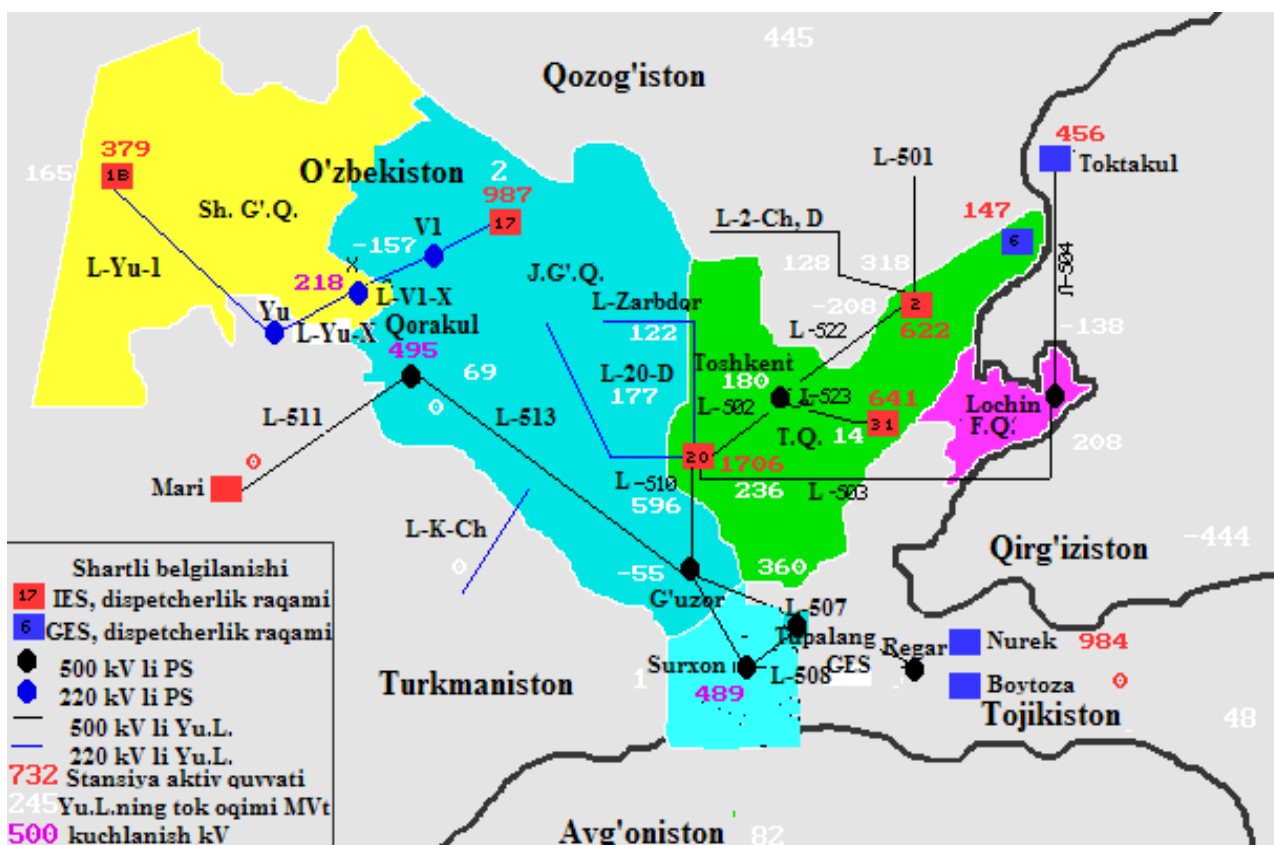 445
Qozog'iston
456
Toktakul
379
165
18
O'zbekiston
2
987
17
L-501
147
6
Sh. G'.Q.
V1
-157
L-2-Ch, D
Л-504
L-Yu-1
X
218
J.G'.Q.
128
318
L-V1-X
-208
2
622
Yu
L-Yu-X
Qorakul
495
L-Zarbdor
122
L-522
-138
69
0
L-20-D
177
Toshkent
180
L-523
L-502
641
31
Lochin
F.Q.
L-511
L-513
T.Q.
14
208
Mari
0
20
1706
L-510
596
236
L-503
L-K-Ch
0
-55
360
Qirg'iziston
-444
G'uzor
L-507
Tupalang
GES
Regar
Nurek
984
Surxon
L-508
489
1
Boytoza
0
Turkmaniston
Tojikiston
48
Avg'oniston
82
Shartli belgilanishi
17 IES, dispetcherlik raqami
6 GES, dispetcherlik raqami
500 kV li PS
220 kV li PS
500 kV li Yu.L.
220 kV li Yu.L.
732 Stansiya aktiv quvvati
245 Yu.L.ning tok oqimi MVt
500 kuchlanish kV